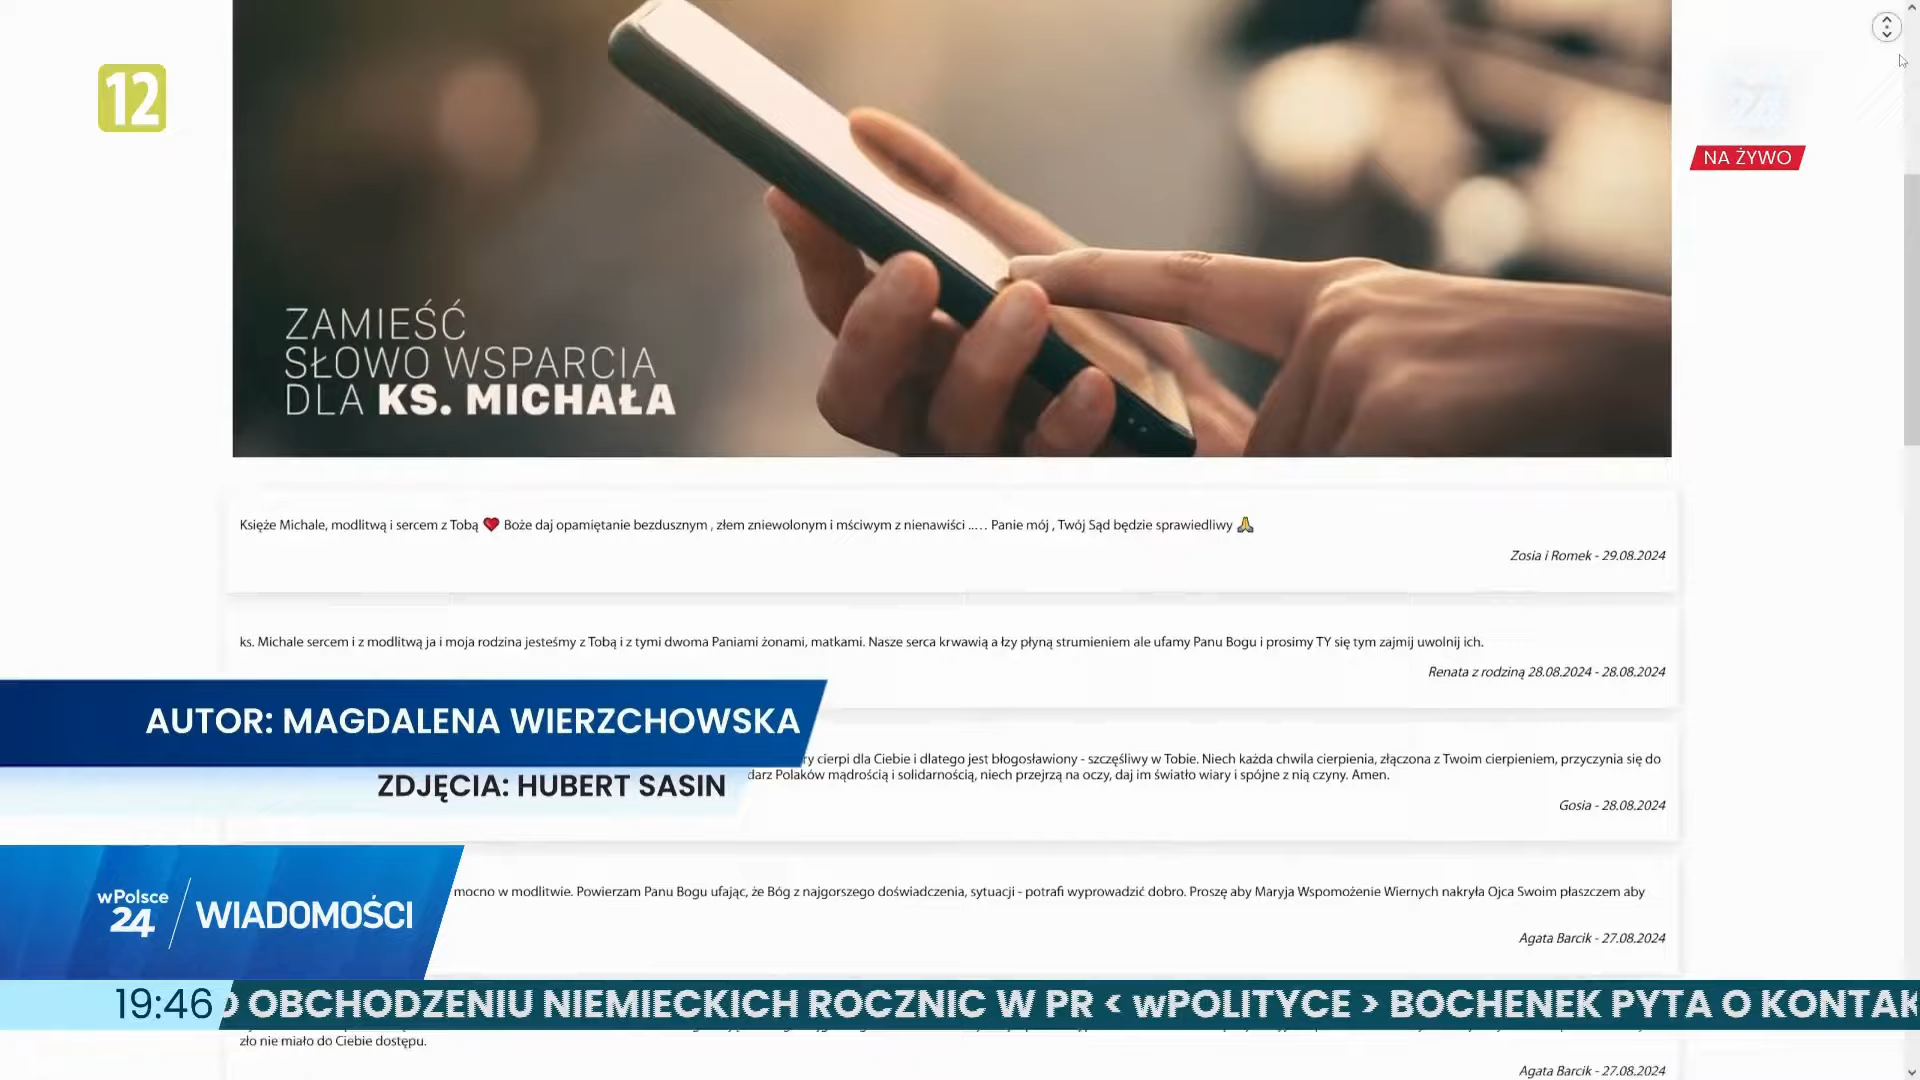 12
24
NA ŻYWO
ZAMIEŚĆ
SŁOWO WSPARCIA
DLA KS. MICHAŁA
Księże Michale, modlitwą i sercem z Tobą ❤️ Boże daj opamiętanie bezdusznym , złem zniewolonym i mściwym z nienawiści ..… Panie mój , Twój Sąd będzie sprawiedliwy 🙏
Zosia i Romek - 29.08.2024
ks. Michale sercem i z modlitwą ja i moja rodzina jesteśmy z Tobą i z tymi dwoma Paniami żonami, matkami. Nasze serca krwawią a łzy płyną strumieniem ale ufamy Panu Bogu i prosimy TY się tym zajmij uwolnij ich.
Renata z rodziną 28.08.2024 - 28.08.2024
AUTOR: MAGDALENA WIERZCHOWSKA
ZDJĘCIA: HUBERT SASIN
ry cierpi dla Ciebie i dlatego jest błogosławiony - szczęśliwy w Tobie. Niech każda chwila cierpienia, złączona z Twoim cierpieniem, przyczynia się do
darz Polaków mądrością i solidarnością, niech przejrzą na oczy, daj im światło wiary i spójne z nią czyny. Amen.
Gosia - 28.08.2024
mocno w modlitwie. Powierzam Panu Bogu ufając, że Bóg z najgorszego doświadczenia, sytuacji - potrafi wyprowadzić dobro. Proszę aby Maryja Wspomożenie Wiernych nakryła Ojca Swoim płaszczem aby
Agata Barcik - 27.08.2024
wPolsce
24
WIADOMOŚCI
19:46
O OBCHODZENIU NIEMIECKICH ROCZNIC W PR < wPOLITYCE > BOCHENEK PYTA O KONTAK
zło nie miało do Ciebie dostępu.
Agata Barcik - 27.08.2024